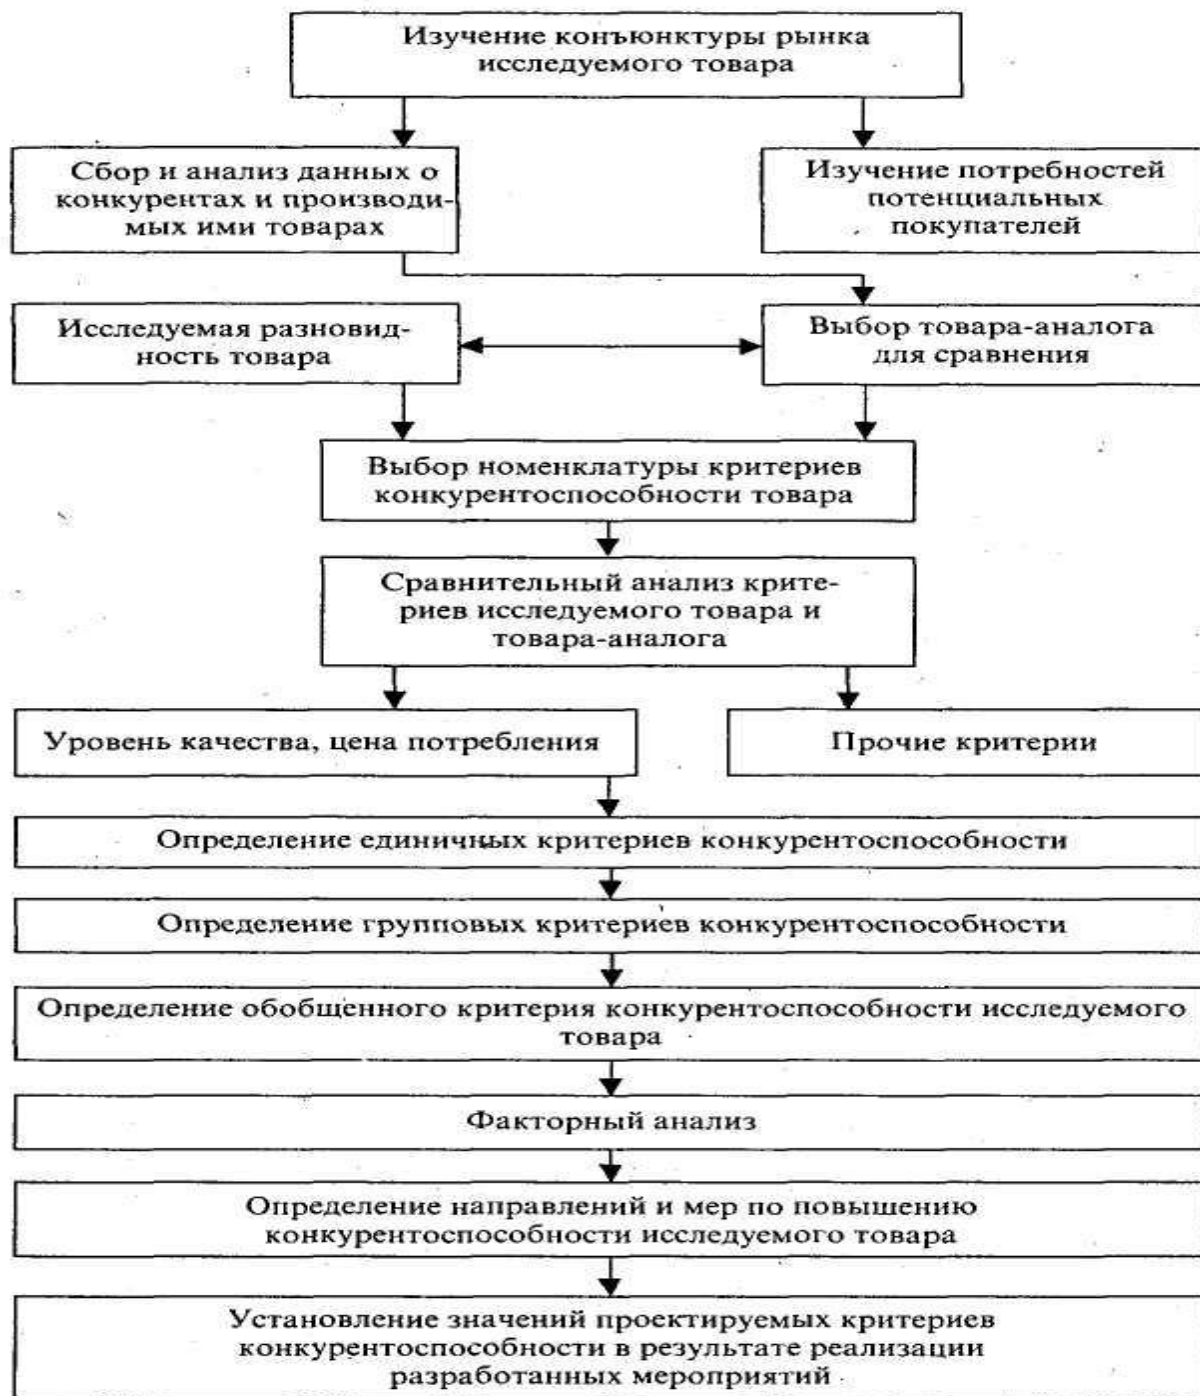 Изучение конъюнктуры рынка
исследуемого товара
Сбор и анализ данных о
конкурентах и производи-
мых ими товарах
Изучение потребностей
потенциальных
покупателей
Исследуемая разновид-
ность товара
Выбор товара-аналога
для сравнения
Выбор номенклатуры критериев
конкурентоспособности товара
Сравнительный анализ крите-
риев исследуемого товара и
товара-аналога
Уровень качества, цена потребления
Прочие критерии
Определение единичных критериев конкурентоспособности
Определение групповых критериев конкурентоспособности
Определение обобщенного критерия конкурентоспособности исследуемого
товара
Факторный анализ
Определение направлений и мер по повышению
конкурентоспособности исследуемого товара
Установление значений проектируемых критериев
конкурентоспособности в результате реализации
разработанных мероприятий